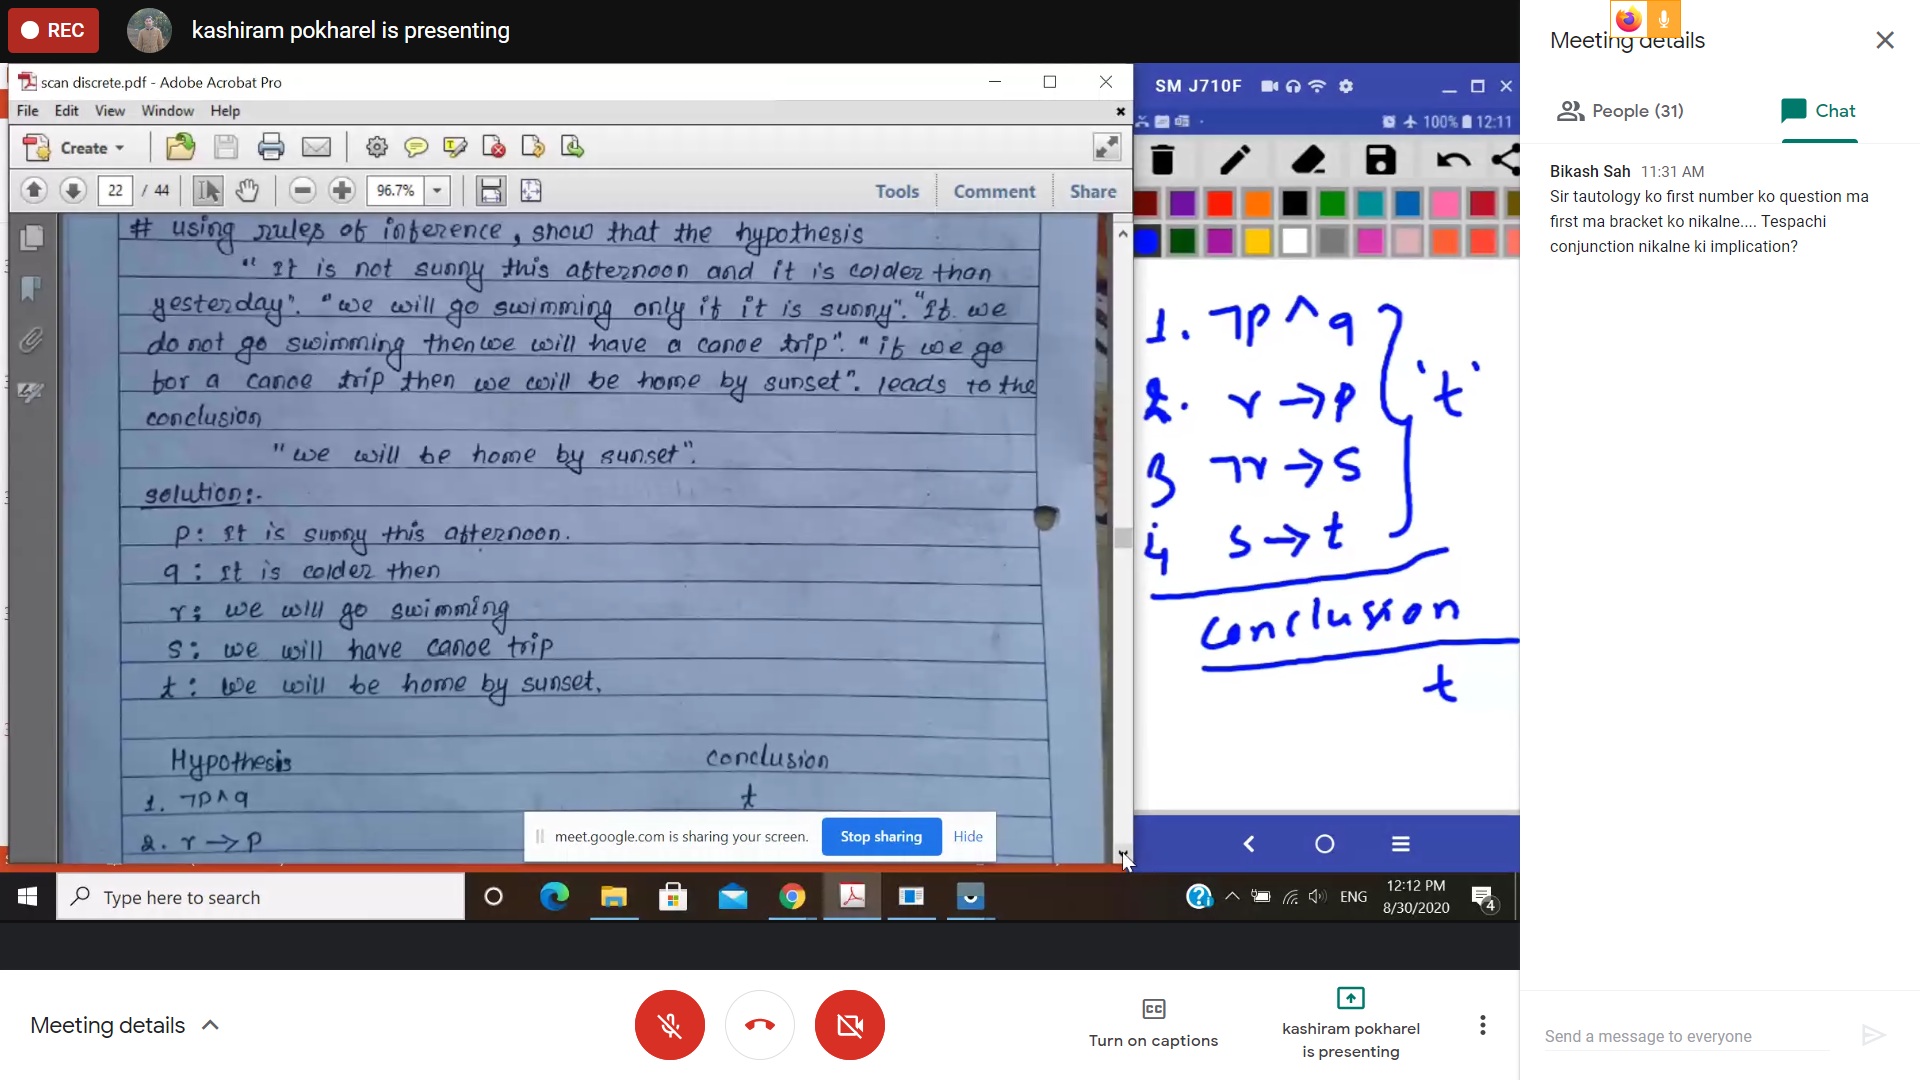 REC
kashiram pokharel is presenting
scan discrete.pdf - Adobe Acrobat Pro
File Edit View Window Help
Create
22 / 44
96.7%
Tools Comment Share
# using rules of inference, show that the hypothesis
"It is not sunny this afternoon and it is colder than
yesterday". "we will go swimming only if it is sunny". "If we
do not go swimming then we will have a canoe trip". "if we go
for a canoe trip then we will be home by sunset". leads to the
conclusion
"we will be home by sunset".
solution:-
p: It is sunny this afternoon.
q: It is colder then
r: we will go swimming
s: we will have canoe trip
t: We will be home by sunset.
Hypothesis conclusion
1. ¬p∧q t
2. r→p
meet.google.com is sharing your screen. Stop sharing Hide
SM J710F
100% 12:11
1. ¬p∧q
2. r→p 't'
3 ¬r→s
4 s→t
conclusion
t
Type here to search
ENG
12:12 PM
8/30/2020
4
Meeting details
People (31)
Chat
Bikash Sah 11:31 AM
Sir tautology ko first number ko question ma
first ma bracket ko nikalne.... Tespachi
conjunction nikalne ki implication?
Send a message to everyone
Meeting details
Turn on captions
kashiram pokharel
is presenting